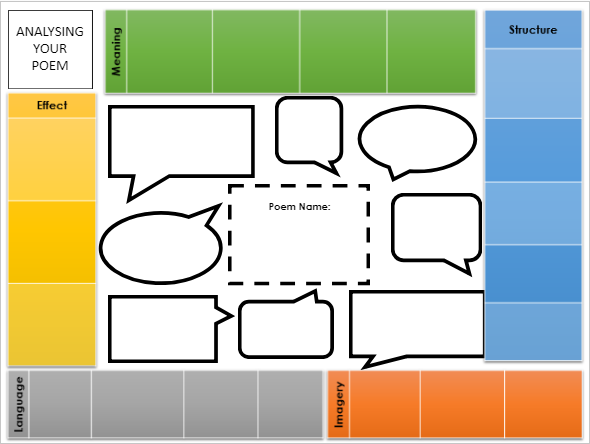 ANALYSING
YOUR
POEM
Meaning
Structure
Effect
Poem Name:
Language
Imagery